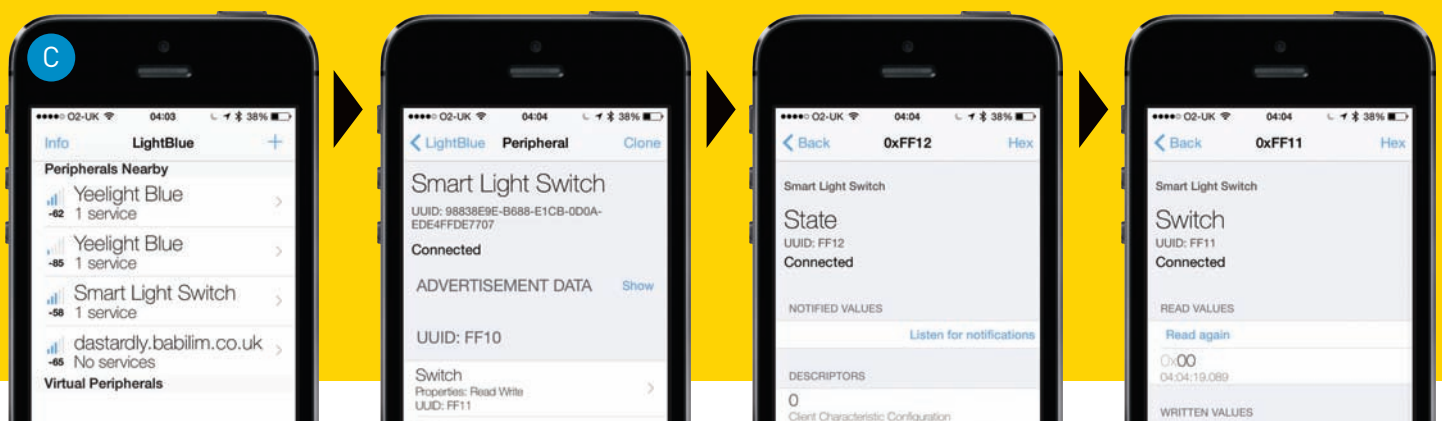 C
O2-UK 04:03 38%
Info LightBlue +
Peripherals Nearby
Yeelight Blue
-62 1 service
Yeelight Blue
-85 1 service
Smart Light Switch
-58 1 service
dastardly.babilim.co.uk
-65 No services
Virtual Peripherals
O2-UK 04:04 38%
LightBlue Peripheral Clone
Smart Light Switch
UUID: 98838E9E-B688-E1CB-0D0A-
EDE4FFDE7707
Connected
ADVERTISEMENT DATA Show
UUID: FF10
Switch
Properties: Read Write
UUID: FF11
O2-UK 04:04 38%
Back 0xFF12 Hex
Smart Light Switch
State
UUID: FF12
Connected
NOTIFIED VALUES
Listen for notifications
DESCRIPTORS
0
Client Characteristic Configuration
O2-UK 04:04 38%
Back 0xFF11 Hex
Smart Light Switch
Switch
UUID: FF11
Connected
READ VALUES
Read again
0x00
04:04:19.089
WRITTEN VALUES